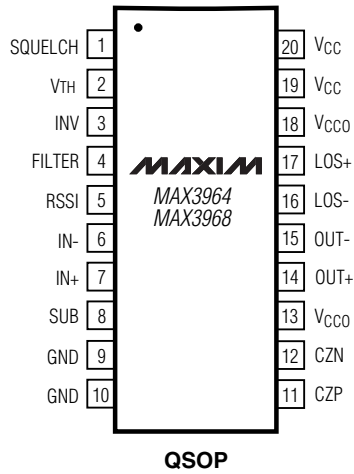 SQUELCH 1 20 VCC
VTH 2 19 VCC
INV 3 18 VCCO
FILTER 4 MAXIM 17 LOS+
RSSI 5 MAX3964 16 LOS-
MAX3968
IN- 6 15 OUT-
IN+ 7 14 OUT+
SUB 8 13 VCCO
GND 9 12 CZN
GND 10 11 CZP
QSOP